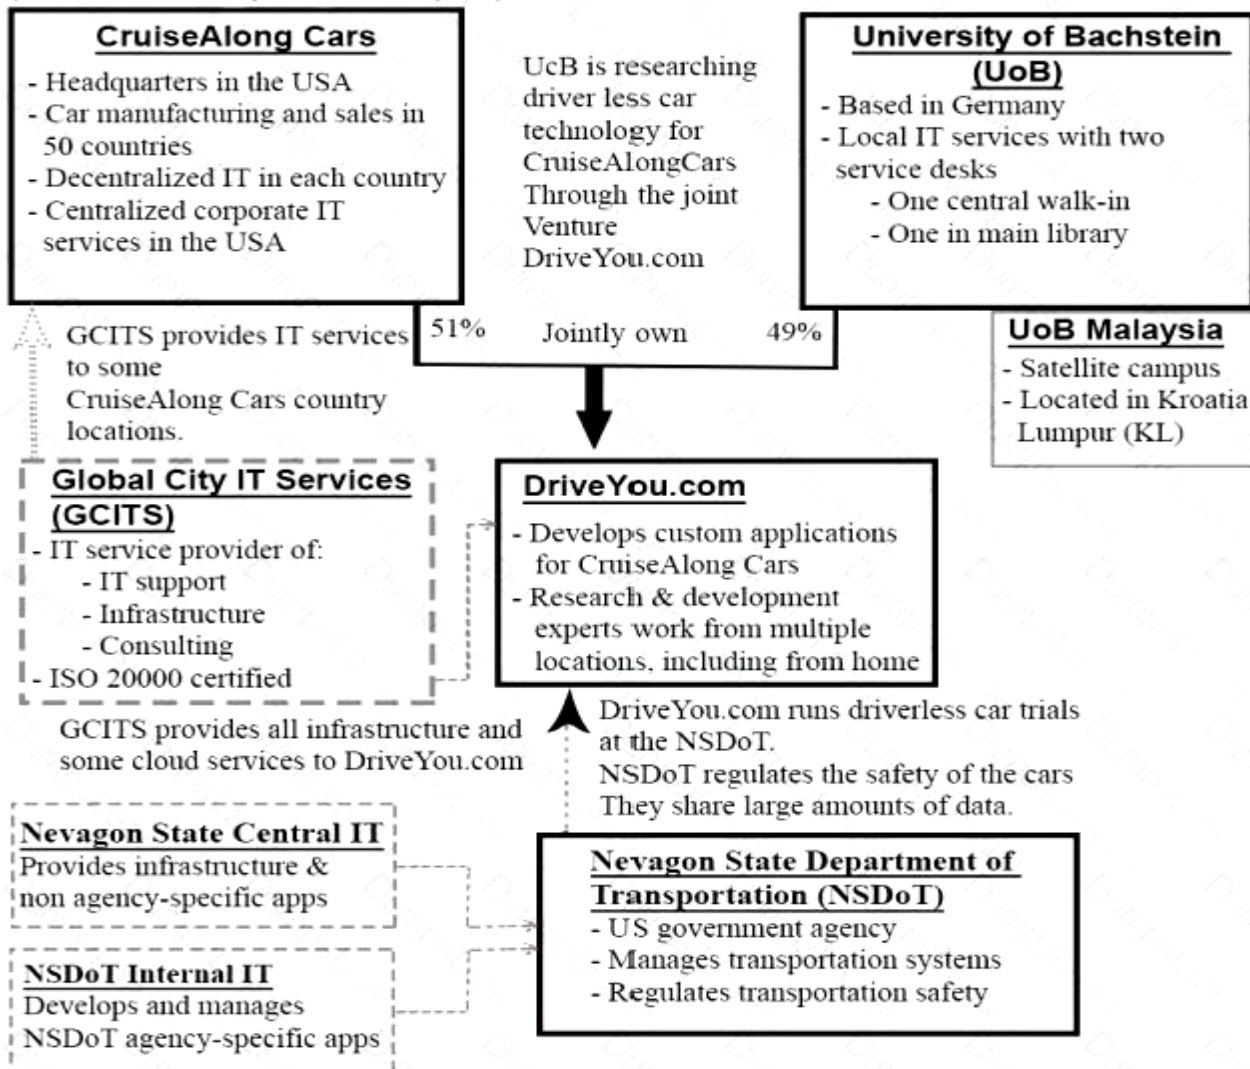 CruiseAlong Cars
- Headquarters in the USA
- Car manufacturing and sales in
50 countries
- Decentralized IT in each country
- Centralized corporate IT
services in the USA
UcB is researching
driver less car
technology for
CruiseAlongCars
Through the joint
Venture
DriveYou.com
University of Bachstein
(UoB)
- Based in Germany
- Local IT services with two
service desks
- One central walk-in
- One in main library
51% Jointly own 49%
UoB Malaysia
- Satellite campus
- Located in Kroatia
Lumpur (KL)
GCITS provides IT services
to some
CruiseAlong Cars country
locations.
Global City IT Services
(GCITS)
- IT service provider of:
- IT support
- Infrastructure
- Consulting
- ISO 20000 certified
DriveYou.com
- Develops custom applications
for CruiseAlong Cars
- Research & development
experts work from multiple
locations, including from home
GCITS provides all infrastructure and
some cloud services to DriveYou.com
DriveYou.com runs driverless car trials
at the NSDoT.
NSDoT regulates the safety of the cars
They share large amounts of data.
Nevagon State Central IT
Provides infrastructure &
non agency-specific apps
NSDoT Internal IT
Develops and manages
NSDoT agency-specific apps
Nevagon State Department of
Transportation (NSDoT)
- US government agency
- Manages transportation systems
- Regulates transportation safety